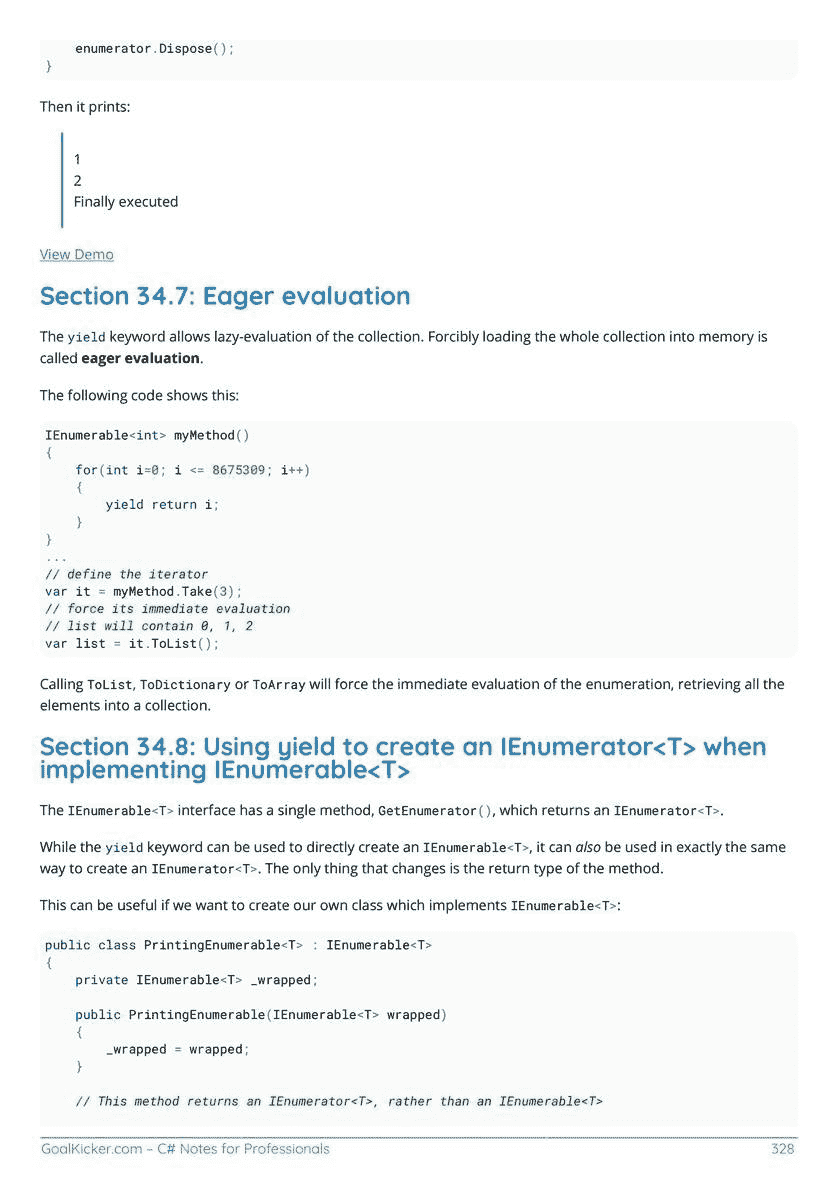 enumerator.Dispose();
}
Then it prints:
1
2
Finally executed
View Demo
Section 34.7: Eager evaluation
The yield keyword allows lazy-evaluation of the collection. Forcibly loading the whole collection into memory is
called eager evaluation.
The following code shows this:
IEnumerable<int> myMethod()
{
    for(int i=0; i <= 8675309; i++)
    {
        yield return i;
    }
}
...
// define the iterator
var it = myMethod.Take(3);
// force its immediate evaluation
// list will contain 0, 1, 2
var list = it.ToList();
Calling ToList, ToDictionary or ToArray will force the immediate evaluation of the enumeration, retrieving all the
elements into a collection.
Section 34.8: Using yield to create an IEnumerator<T> when
implementing IEnumerable<T>
The IEnumerable<T> interface has a single method, GetEnumerator(), which returns an IEnumerator<T>.
While the yield keyword can be used to directly create an IEnumerable<T>, it can also be used in exactly the same
way to create an IEnumerator<T>. The only thing that changes is the return type of the method.
This can be useful if we want to create our own class which implements IEnumerable<T>:
public class PrintingEnumerable<T> : IEnumerable<T>
{
    private IEnumerable<T> _wrapped;
    public PrintingEnumerable(IEnumerable<T> wrapped)
    {
        _wrapped = wrapped;
    }
    // This method returns an IEnumerator<T>, rather than an IEnumerable<T>
GoalKicker.com – C# Notes for Professionals 328